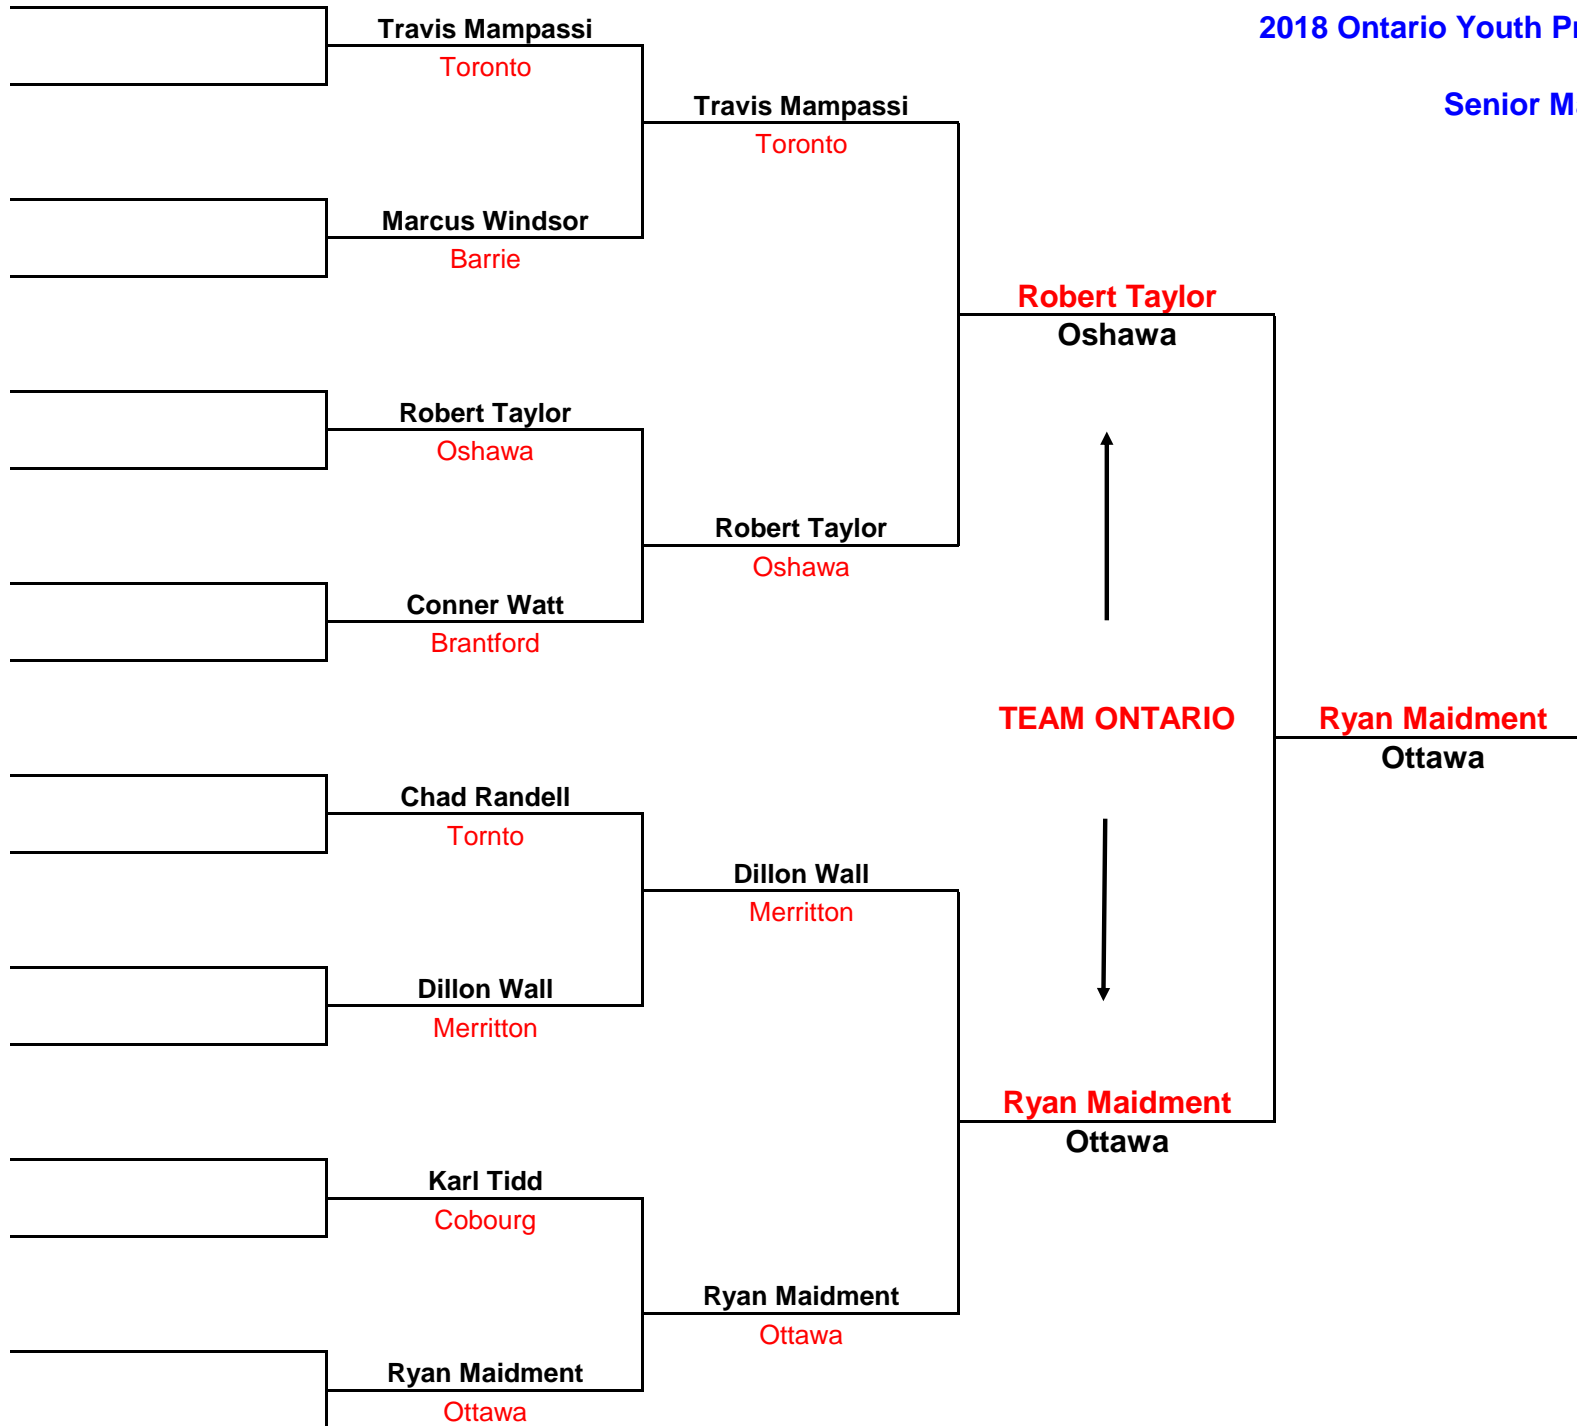 2018 Ontario Youth
Senior
Travis Mampassi
Toronto
Marcus Windsor
Barrie
Robert Taylor
Oshawa
Conner Watt
Brantford
Chad Randell
Tornto
Dillon Wall
Merritton
Karl Tidd
Cobourg
Ryan Maidment
Ottawa
Travis Mampassi
Toronto
Robert Taylor
Oshawa
Dillon Wall
Merritton
Ryan Maidment
Ottawa
Robert Taylor
Oshawa
TEAM ONTARIO
Ryan Maidment
Ottawa
Ryan Maidment
Ottawa